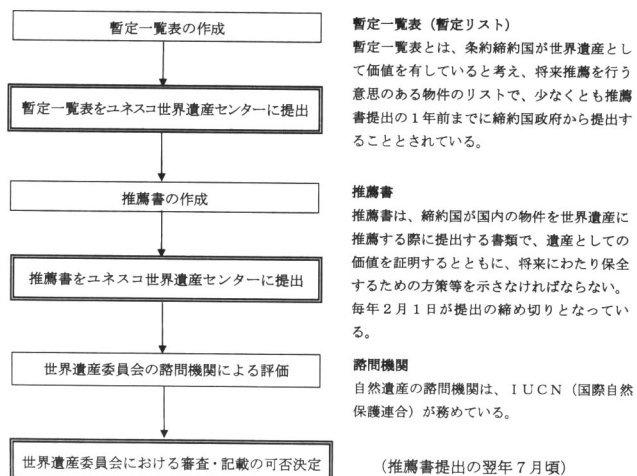 暫定一覧表の作成
暫定一覧表をユネスコ世界遺産センターに提出
推薦書の作成
推薦書をユネスコ世界遺産センターに提出
世界遺産委員会の諮問機関による評価
世界遺産委員会における審査・記載の可否決定
暫定一覧表（暫定リスト）
暫定一覧表とは、条約締約国が世界遺産とし
て価値を有していると考え、将来推薦を行う
意思のある物件のリストで、少なくとも推薦
書提出の１年前までに締約国政府から提出す
ることとされている。
推薦書
推薦書は、締約国が国内の物件を世界遺産に
推薦する際に提出する書類で、遺産としての
価値を証明するとともに、将来にわたり保全
するための方策等を示さなければならない。
毎年２月１日が提出の締め切りとなってい
る。
諮問機関
自然遺産の諮問機関は、ＩＵＣＮ（国際自然
保護連合）が務めている。
（推薦書提出の翌年７月頃）